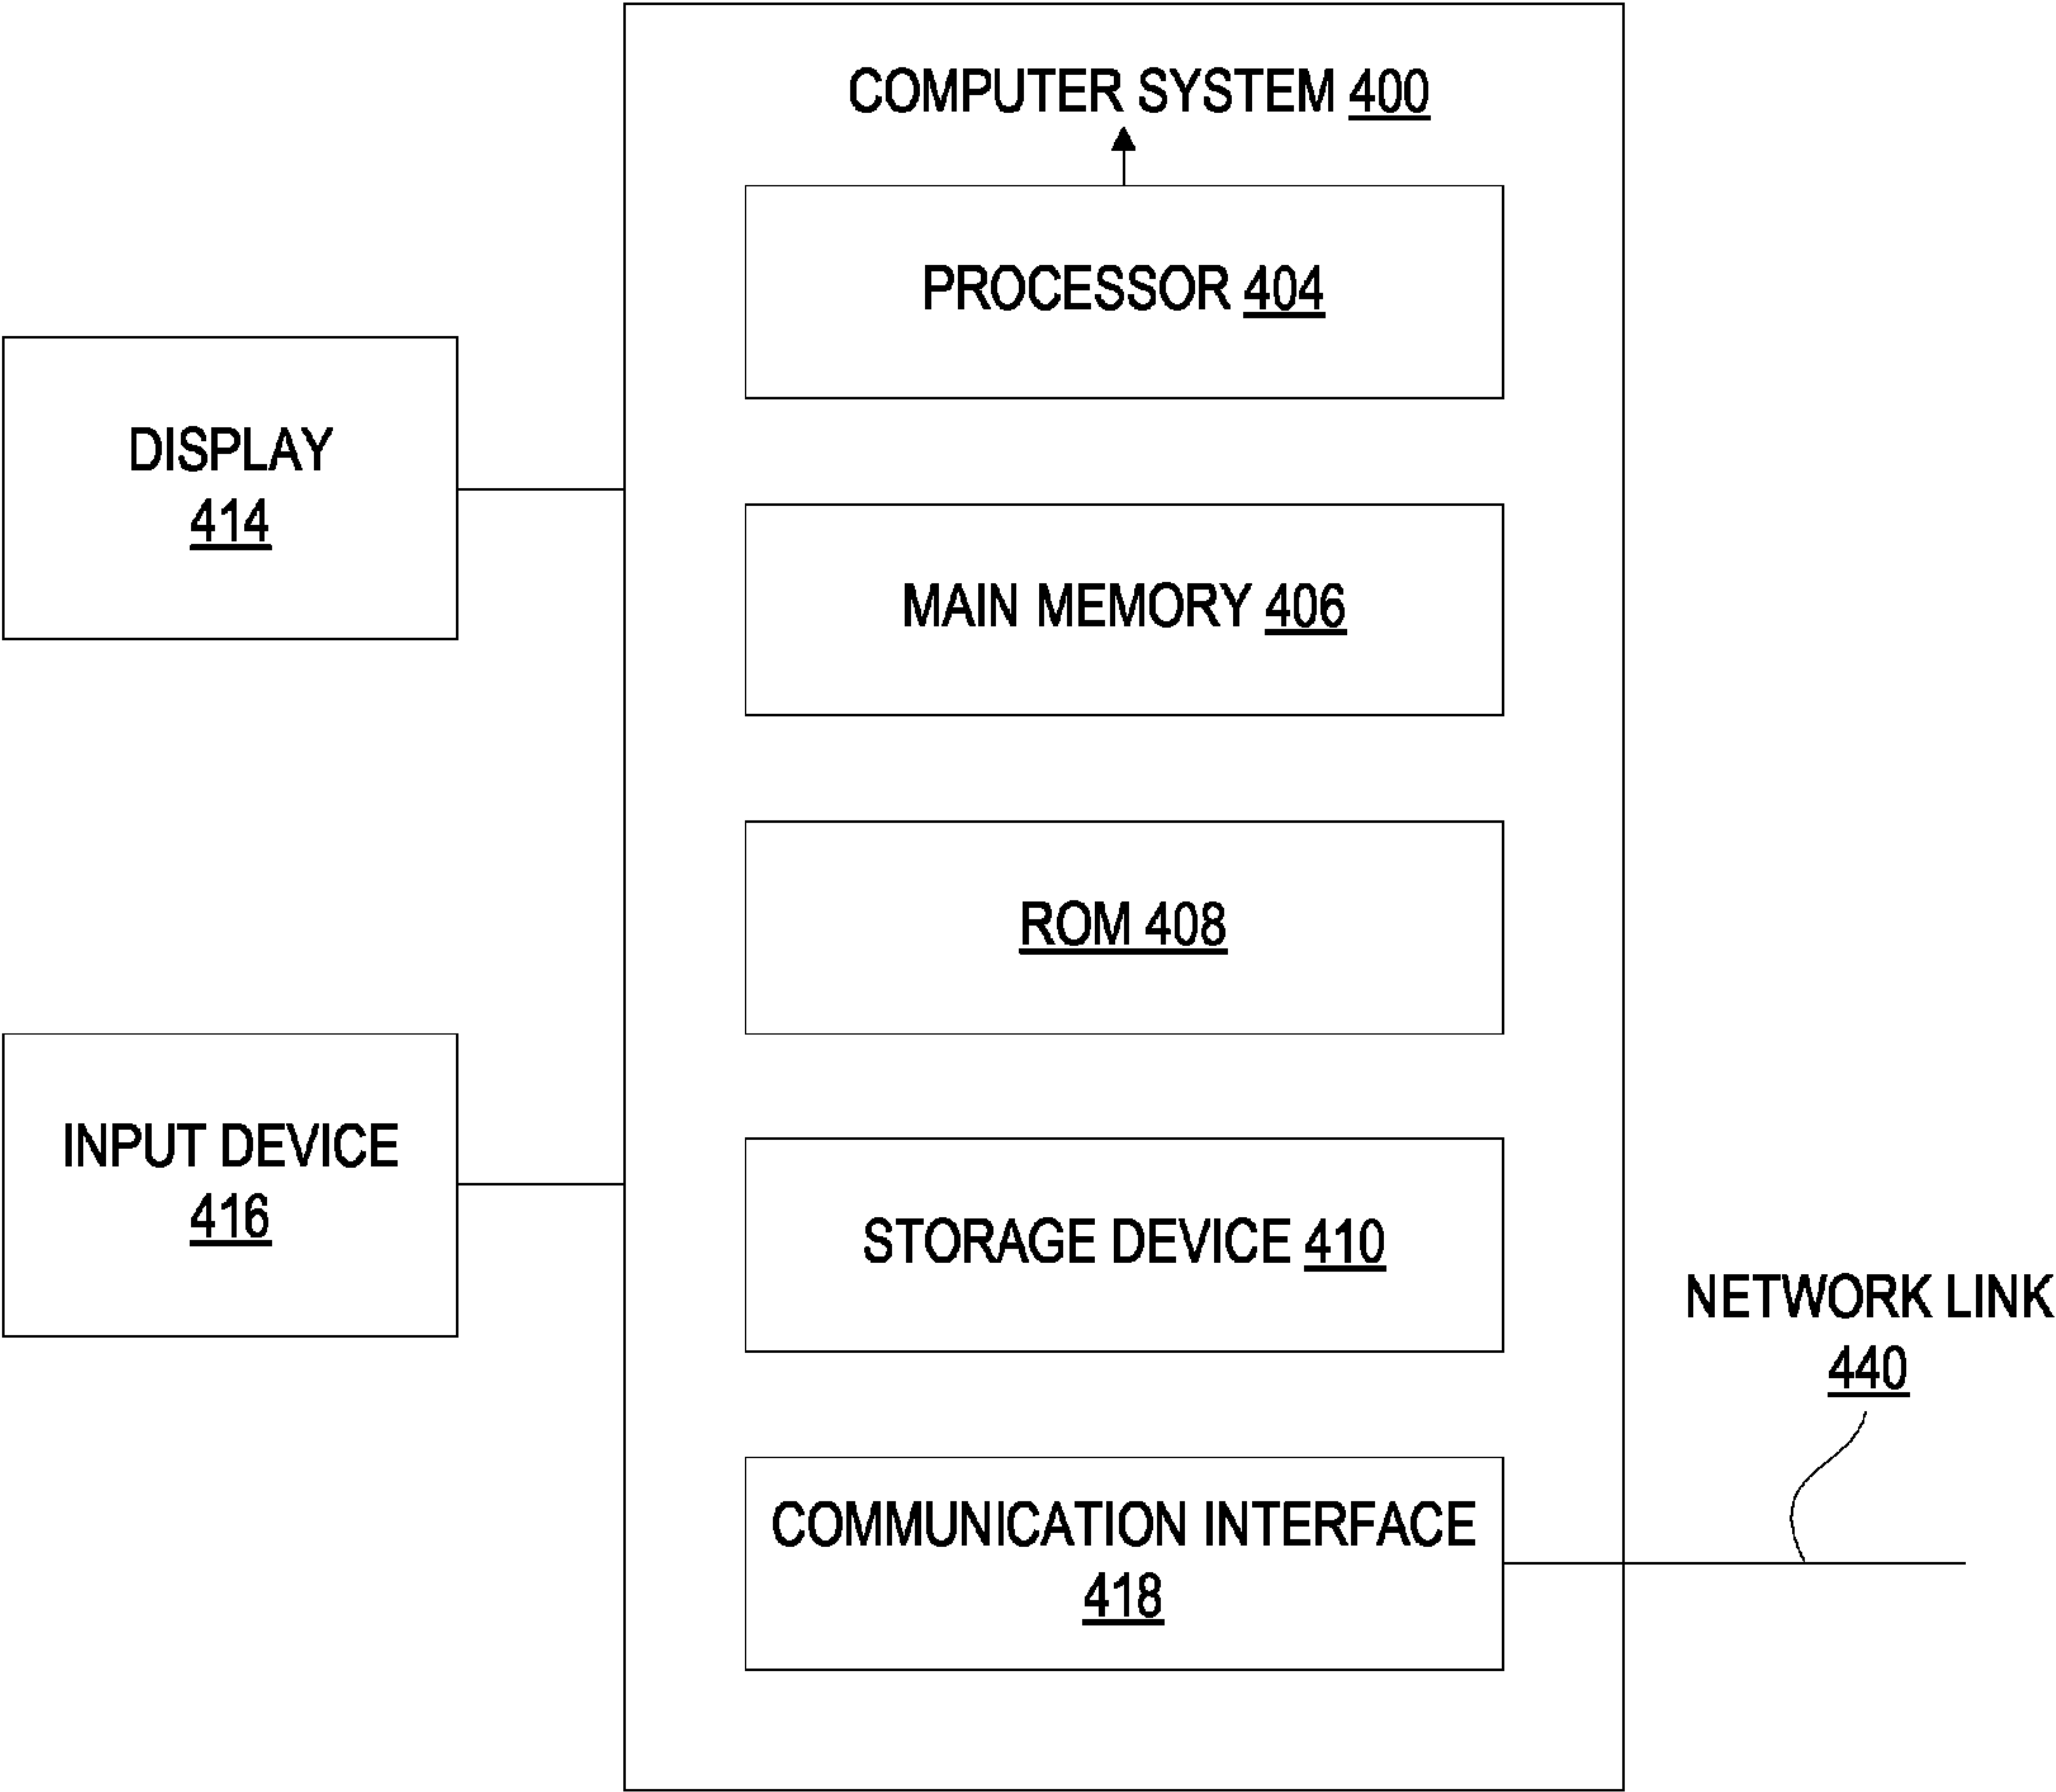 COMPUTER SYSTEM 400
PROCESSOR 404
DISPLAY
414
MAIN MEMORY 406
ROM 408
INPUT DEVICE
416
STORAGE DEVICE 410
NETWORK LINK
440
COMMUNICATION INTERFACE
418